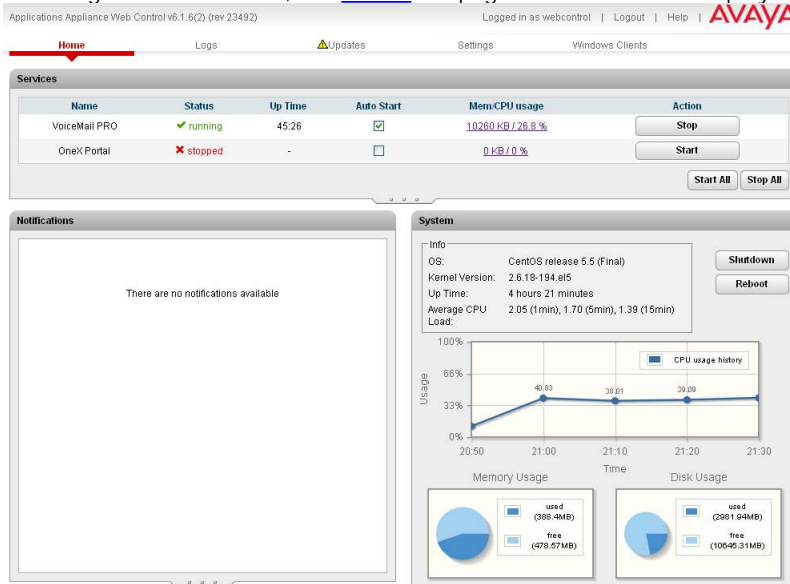 Applications Appliance Web Control v6.1.6(2) (rev 23492)
Logged in as webcontrol | Logout | Help |
AVAYA
Home Logs Updates Settings Windows Clients
Services
Name Status Up Time Auto Start Mem/CPU usage Action
VoiceMail PRO running 45:26 10260 KB / 26.8 % Stop
OneX Portal stopped - 0 KB / 0 % Start
Start All Stop All
Notifications
There are no notifications available
System
Info
OS: CentOS release 5.5 (Final)
Kernel Version: 2.6.18-194.el5
Up Time: 4 hours 21 minutes
Average CPU Load: 2.05 (1min), 1.70 (5min), 1.39 (15min)
Shutdown
Reboot
100%
66%
33%
0%
Usage
CPU usage history
40.83 38.01 39.09
20:50 21:00 21:10 21:20 21:30
Time
Memory Usage
used
(388.4MB)
free
(478.57MB)
Disk Usage
used
(2981.94MB)
free
(10645.31MB)